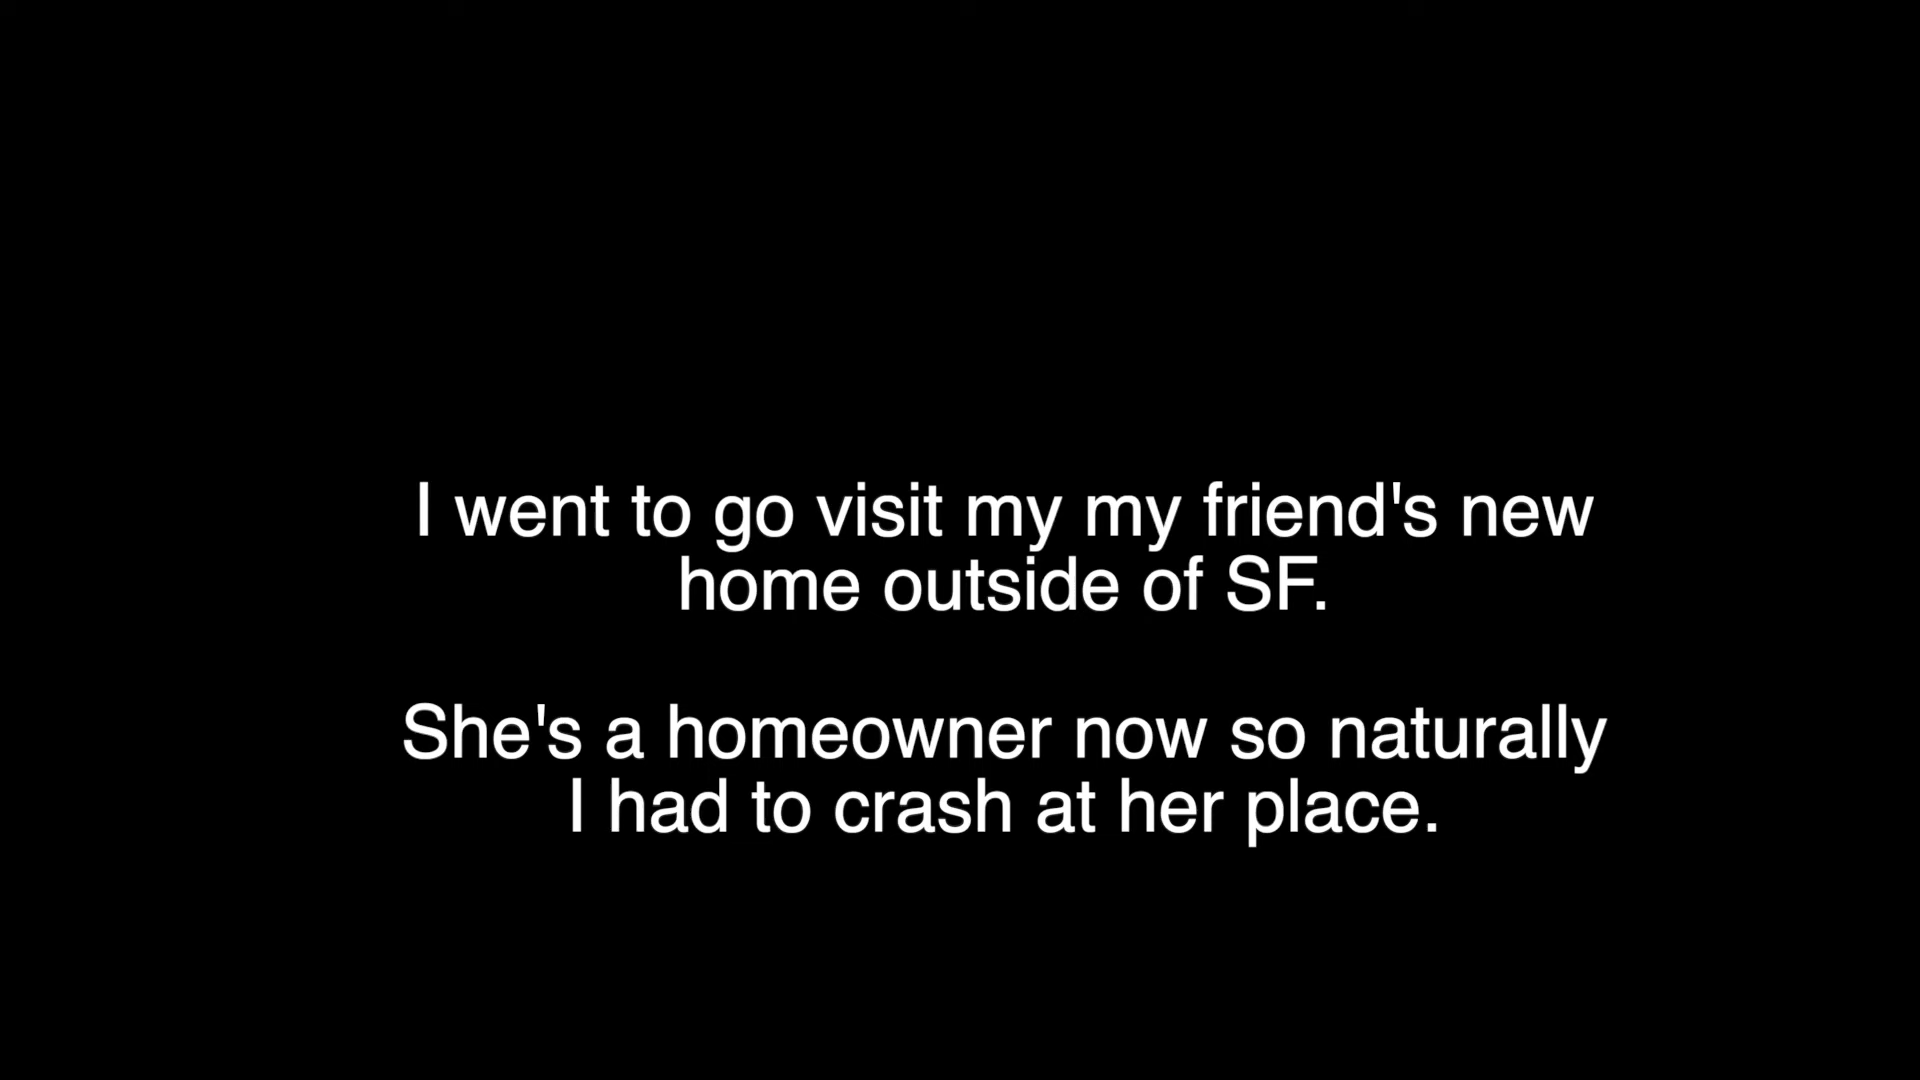 I went to go visit my my friend's new
home outside of SF.
She's a homeowner now so naturally
I had to crash at her place.